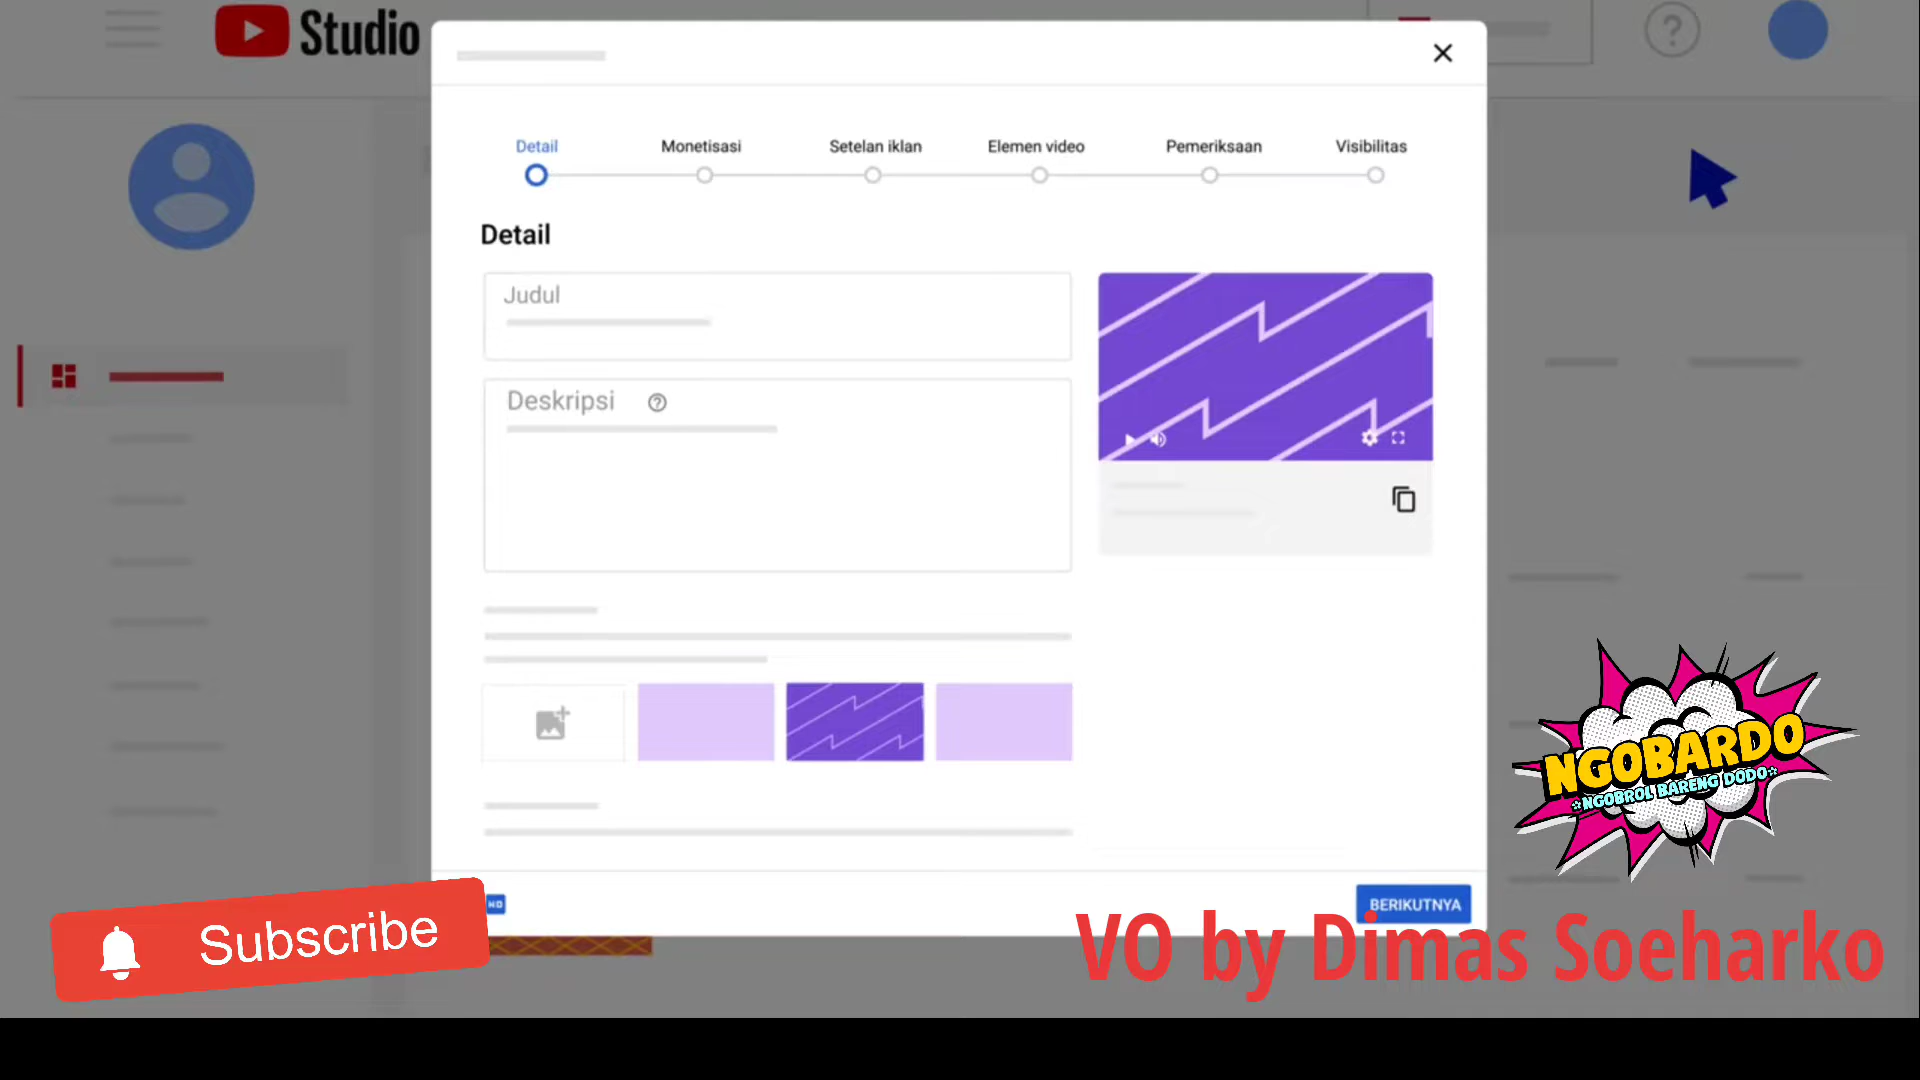 Studio
Detail
Monetisasi
Setelan iklan
Elemen video
Pemeriksaan
Visibilitas
Detail
Judul
Deskripsi
NGOBARDO
NGOBROL BARENG DODO
HD
BERIKUTNYA
Subscribe
VO by Dimas Soeharko